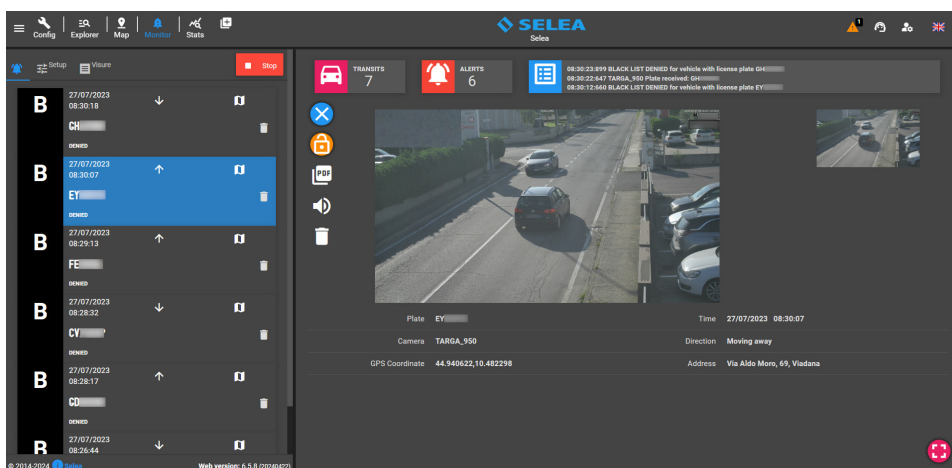 Config
Explorer
Map
Monitor
Stats
SELEA
Selea
1
Setup
Visure
Stop
TRANSITS
7
ALERTS
6
08:30:23:899 BLACK LIST DENIED for vehicle with license plate GH
08:30:22:647 TARGA_950 Plate received: GH
08:30:12:660 BLACK LIST DENIED for vehicle with license plate EY
B
27/07/2023
08:30:18
CH
DENIED
B
27/07/2023
08:30:07
EY
DENIED
B
27/07/2023
08:29:13
FE
DENIED
B
27/07/2023
08:28:32
CV
DENIED
B
27/07/2023
08:28:17
CD
DENIED
B
27/07/2023
08:26:44
PDF
Plate EY
Time 27/07/2023 08:30:07
Camera TARGA_950
Direction Moving away
GPS Coordinate 44.940622,10.482298
Address Via Aldo Moro, 69, Viadana
© 2014-2024 Selea
Web version: 6.5.8 (20240422)